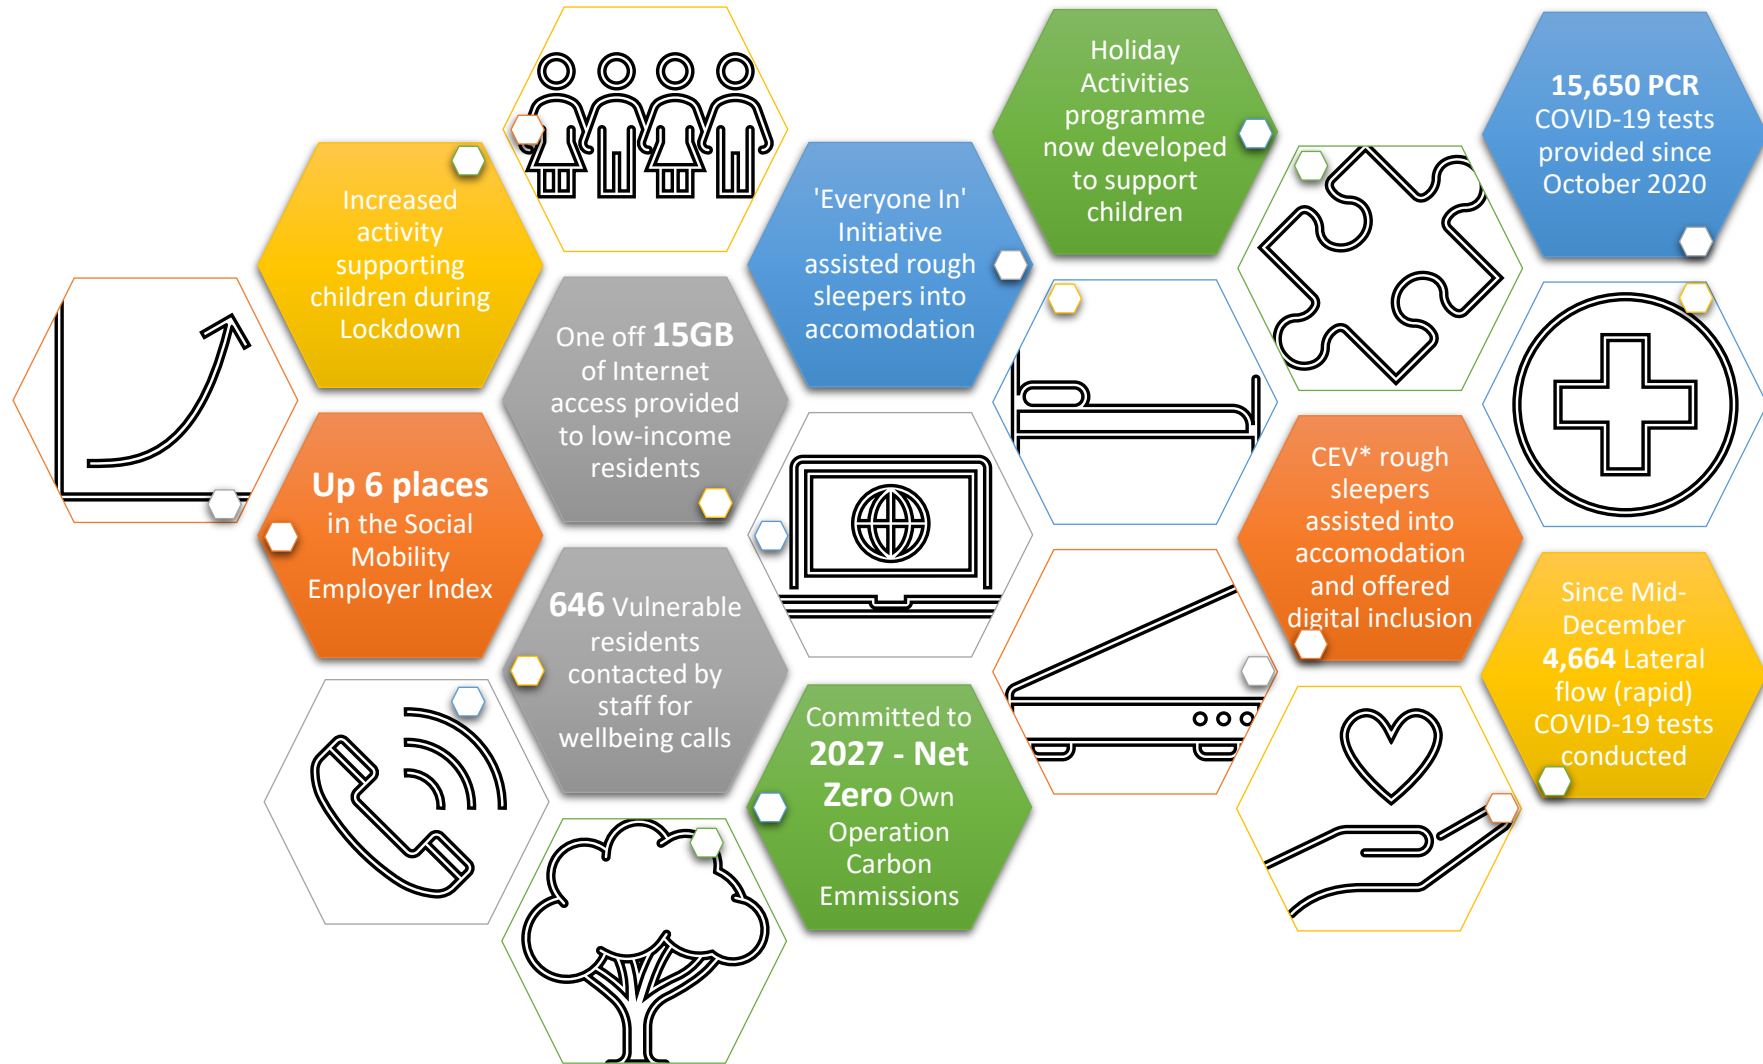 Increased
activity
supporting
children during
Lockdown
Up 6 places
in the Social
Mobility
Employer Index
One off 15GB
of Internet
access provided
to low-income
residents
646 Vulnerable
residents
contacted by
staff for
wellbeing calls
'Everyone In'
Initiative
assisted rough
sleepers into
accomodation
Committed to
2027 - Net
Zero Own
Operation
Carbon
Emmissions
Holiday
Activities
programme
now developed
to support
children
CEV* rough
sleepers
assisted into
accomodation
and offered
digital inclusion
15,650 PCR
COVID-19 tests
provided since
October 2020
Since Mid-
December
4,664 Lateral
flow (rapid)
COVID-19 tests
conducted